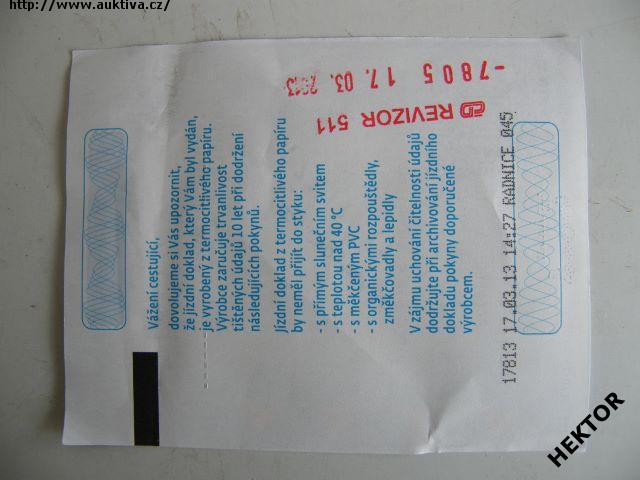 http://www.auktiva.cz/
-7805 17. 03. 2013
ČD REVIZOR 511
Vážení cestující,
dovolujeme si Vás upozornit,
že jízdní doklad, který Vám byl vydán,
je vyrobený z termocitlivého papíru.
Výrobce zaručuje trvanlivost
tištěných údajů 10 let při dodržení
následujících pokynů.
Jízdní doklad z termocitlivého papíru
by neměl přijít do styku:
- s přímým slunečním svitem
- s teplotou nad 40 °C
- s měkčeným PVC
- s organickými rozpouštědly,
změkčovadly a lepidly
V zájmu uchování čitelnosti údajů
dodržujte při archivování jízdního
dokladu pokyny doporučené
výrobcem.
17813 17.03.13 14:27 RADNICE 045
HEKTOR